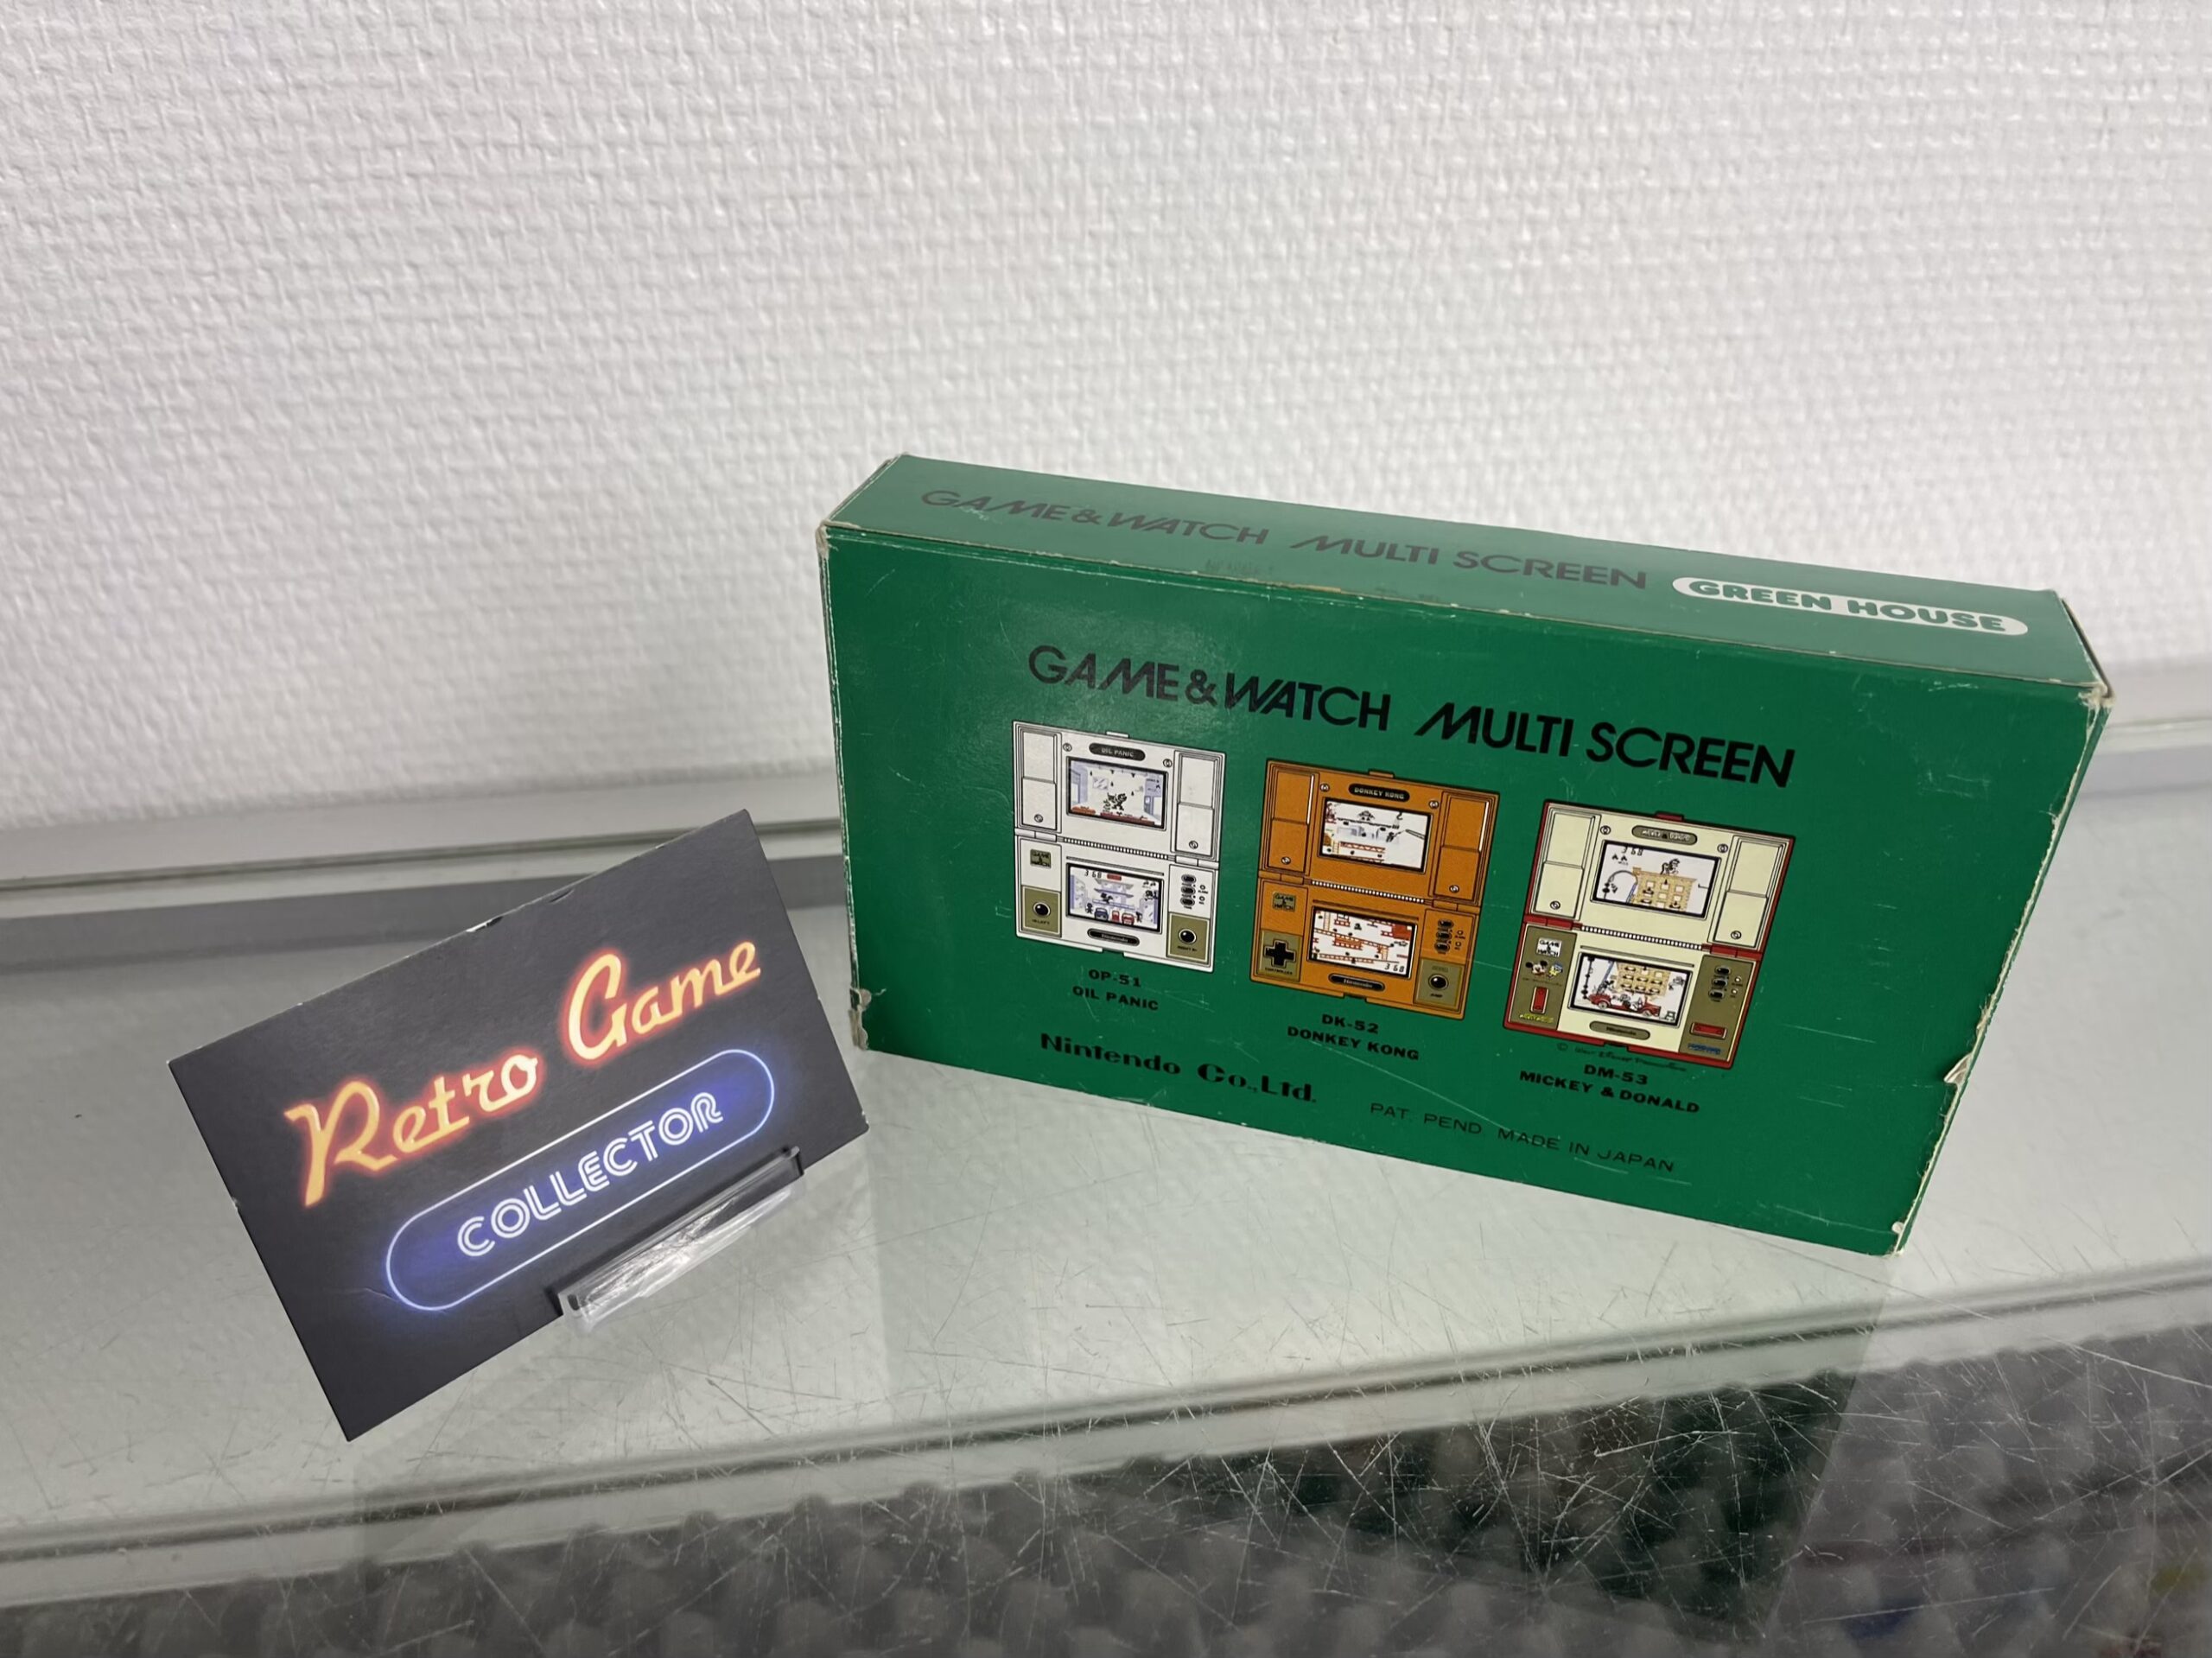 GAME & WATCH MULTI SCREEN GREEN HOUSE
GAME & WATCH MULTI SCREEN
OIL PANIC
DONKEY KONG
OP-51
OIL PANIC
DK-52
DONKEY KONG
DM-53
MICKEY & DONALD
Nintendo Co.,Ltd.
PAT. PEND. MADE IN JAPAN
Retro Game
COLLECTOR